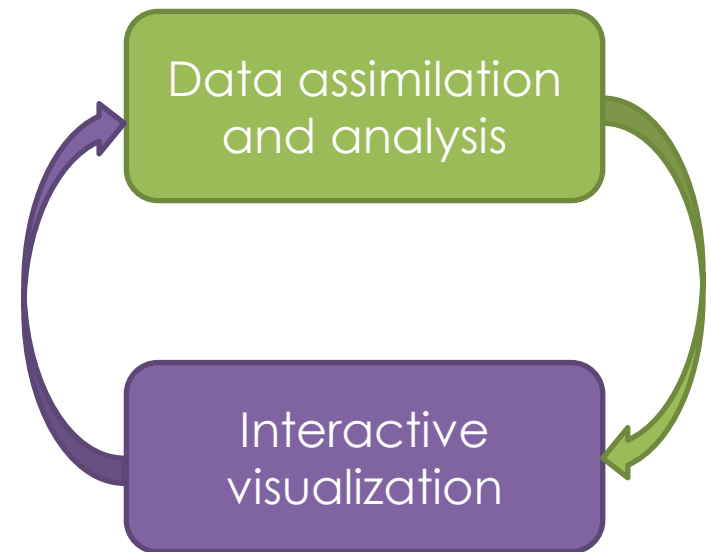 Data assimilation
and analysis
Interactive
visualization